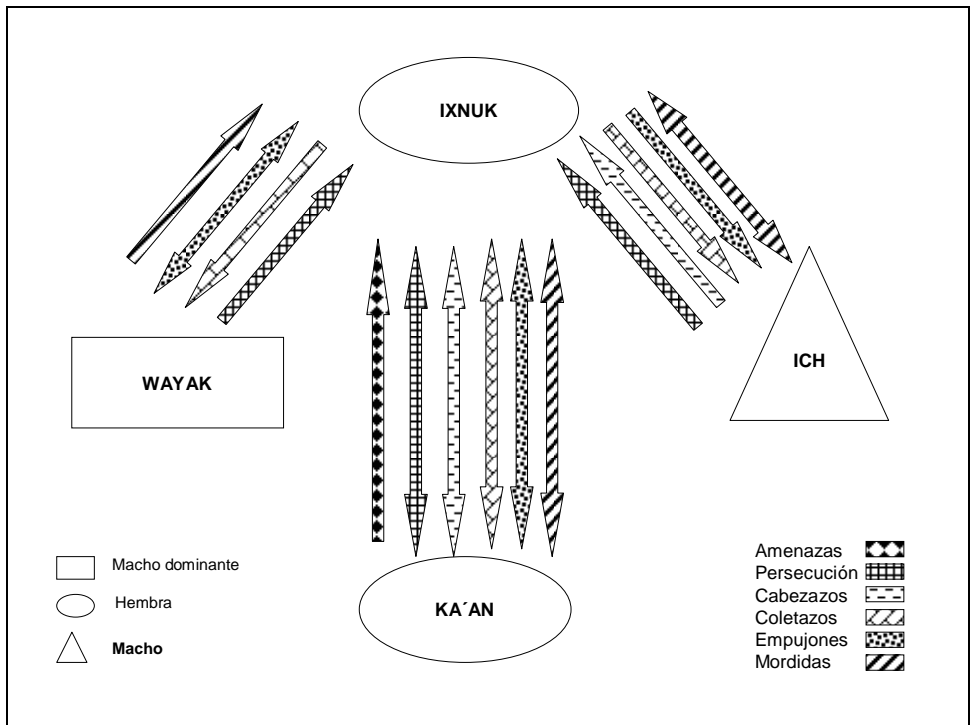 IXNUK
WAYAK
ICH
KA´AN
Macho dominante
Hembra
Macho
Amenazas
Persecución
Cabezazos
Coletazos
Empujones
Mordidas